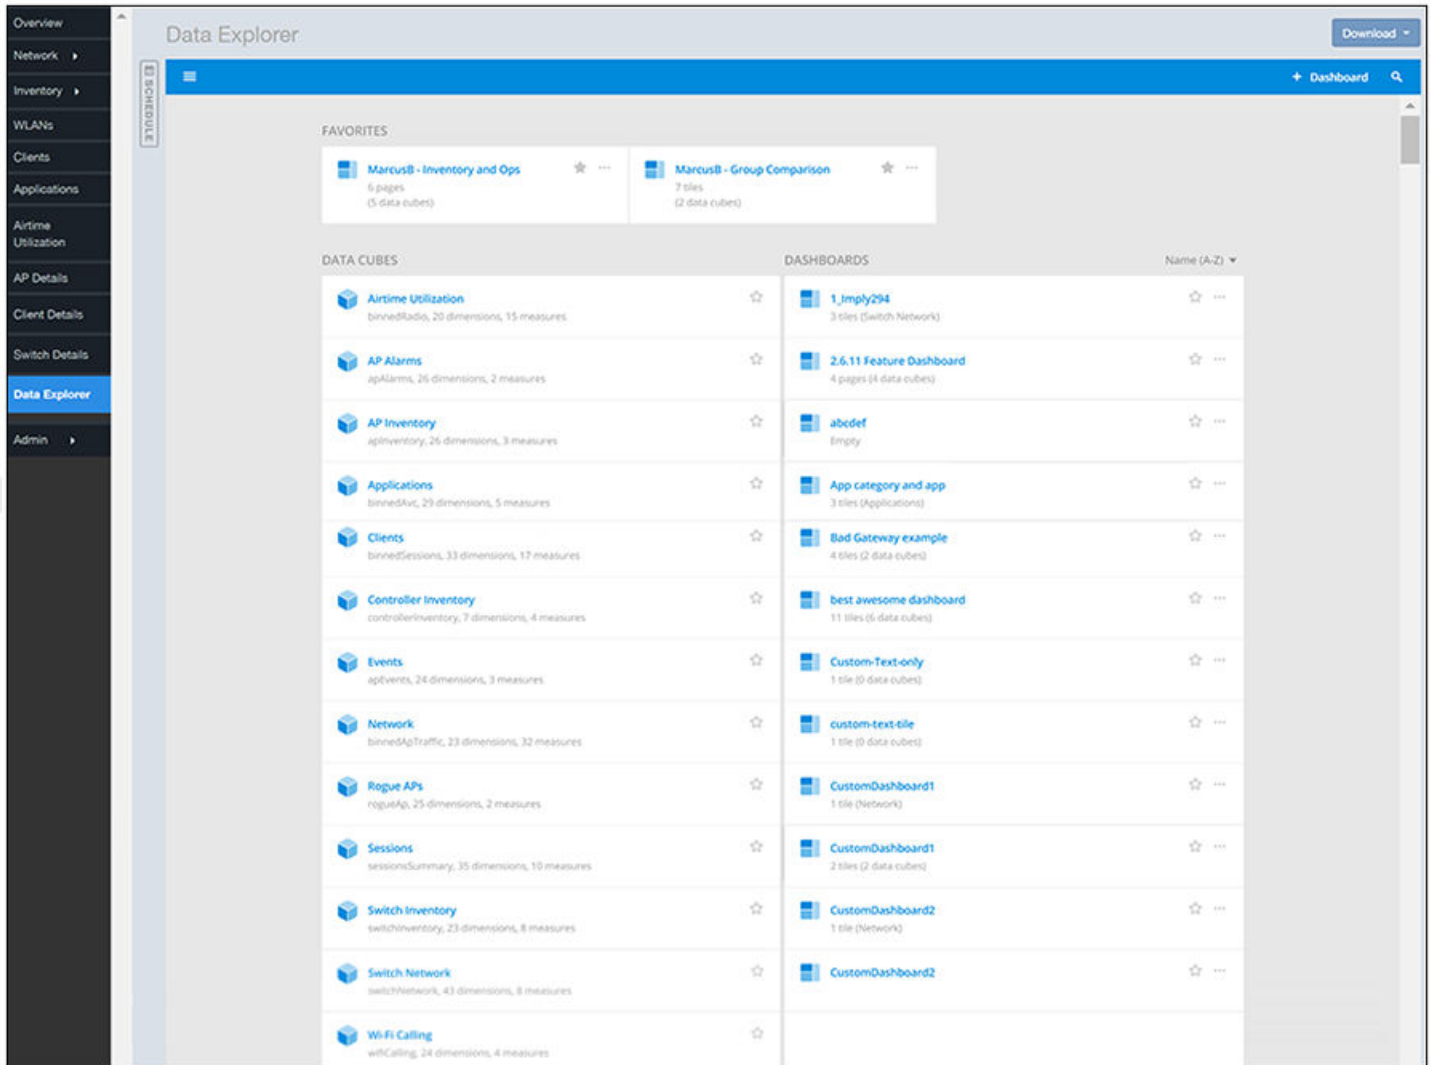 Overview
Network
Inventory
WLANs
Clients
Applications
Airtime
Utilization
AP Details
Client Details
Switch Details
Data Explorer
Admin
SCHEDULE
Data Explorer
Download
+ Dashboard
FAVORITES
MarcusB - Inventory and Ops
6 pages
(5 data cubes)
MarcusB - Group Comparison
7 tiles
(2 data cubes)
DATA CUBES
Airtime Utilization
binnedRadio, 20 dimensions, 15 measures
AP Alarms
apAlarms, 26 dimensions, 2 measures
AP Inventory
apInventory, 26 dimensions, 3 measures
Applications
binnedAvc, 29 dimensions, 5 measures
Clients
binnedSessions, 33 dimensions, 17 measures
Controller Inventory
controllerInventory, 7 dimensions, 4 measures
Events
apEvents, 24 dimensions, 3 measures
Network
binnedApTraffic, 23 dimensions, 32 measures
Rogue APs
rogueAp, 25 dimensions, 2 measures
Sessions
sessionsSummary, 35 dimensions, 10 measures
Switch Inventory
switchInventory, 23 dimensions, 8 measures
Switch Network
switchNetwork, 43 dimensions, 8 measures
Wi-Fi Calling
wifiCalling, 24 dimensions, 4 measures
DASHBOARDS
Name (A-Z)
1_Imply294
3 tiles (Switch Network)
2.6.11 Feature Dashboard
4 pages (4 data cubes)
abcdef
Empty
App category and app
3 tiles (Applications)
Bad Gateway example
4 tiles (2 data cubes)
best awesome dashboard
11 tiles (6 data cubes)
Custom-Text-only
1 tile (0 data cubes)
custom-text-tile
1 tile (0 data cubes)
CustomDashboard1
1 tile (Network)
CustomDashboard1
2 tiles (2 data cubes)
CustomDashboard2
1 tile (Network)
CustomDashboard2